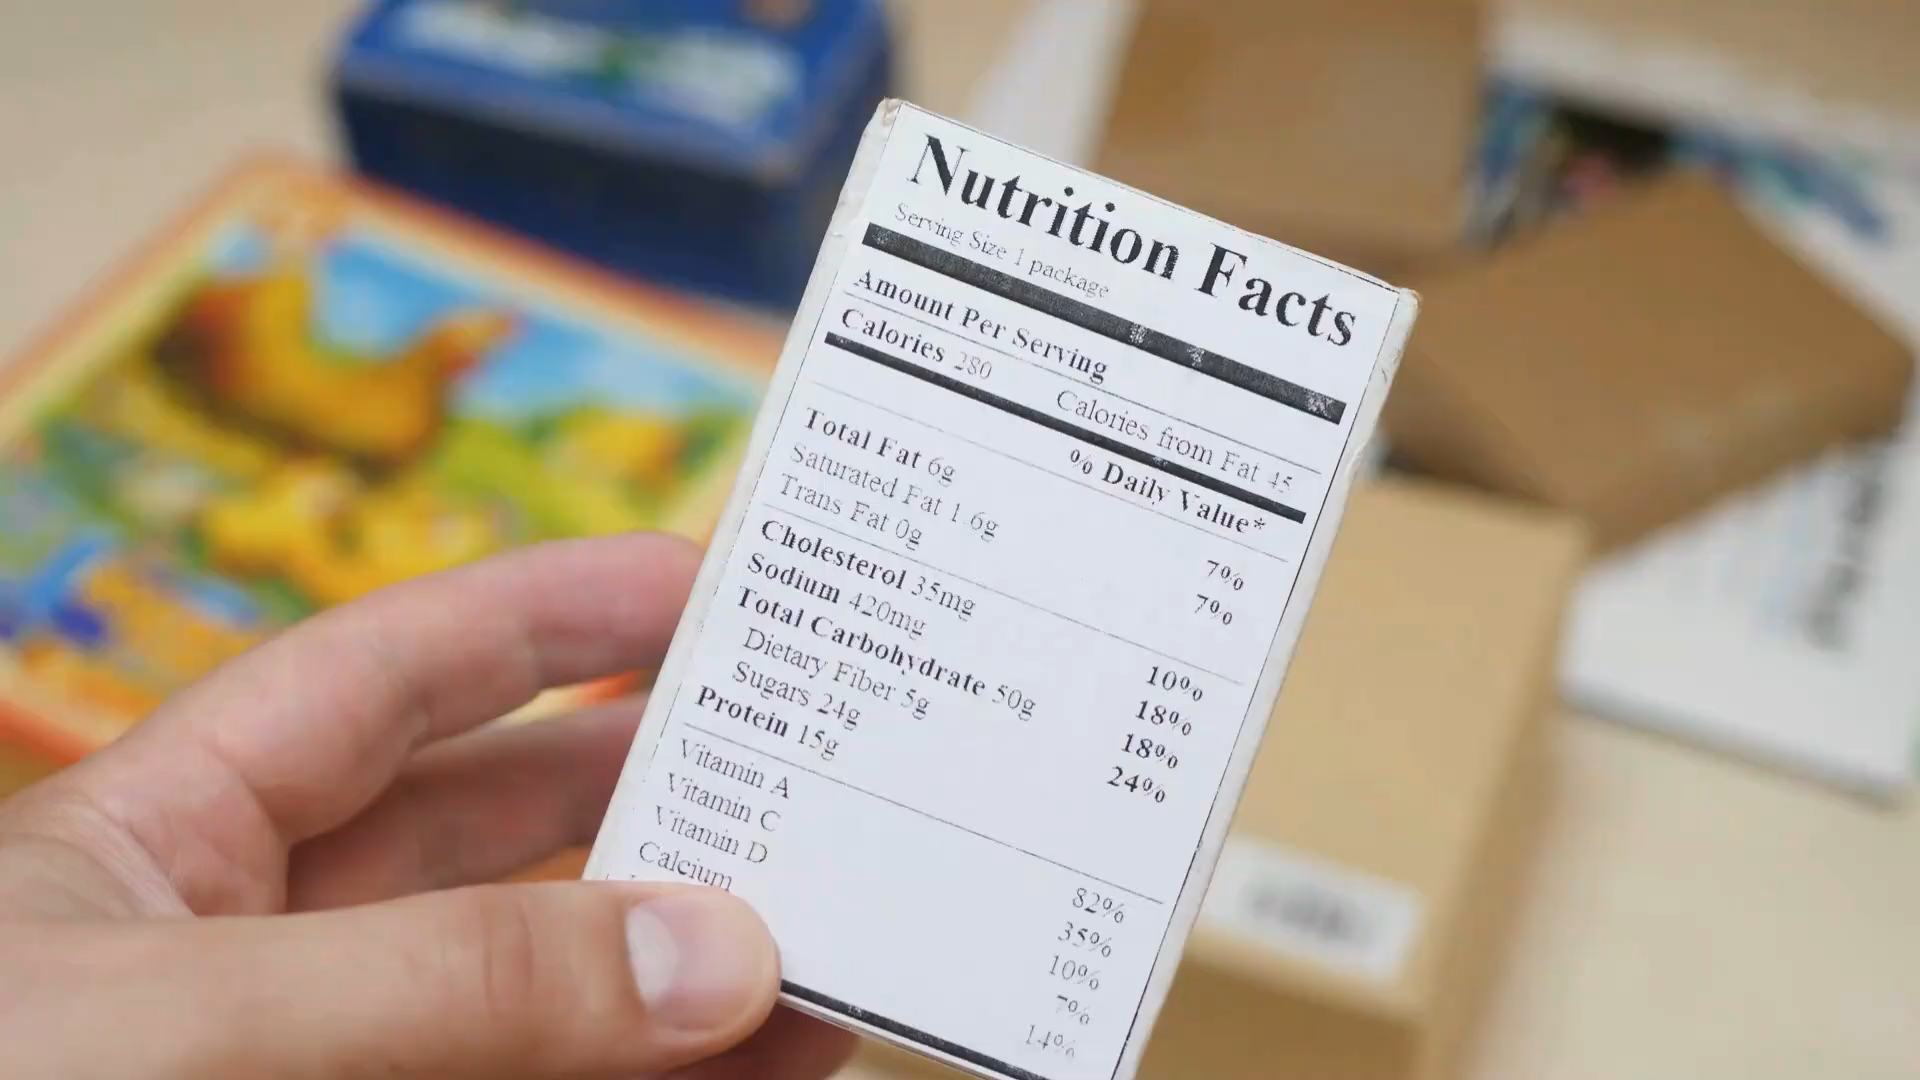 Nutrition Facts
Serving Size 1 package
Amount Per Serving
Calories 280 Calories from Fat 45
% Daily Value*
Total Fat 6g 7%
Saturated Fat 1.6g 7%
Trans Fat 0g
Cholesterol 35mg 10%
Sodium 420mg 18%
Total Carbohydrate 50g 18%
Dietary Fiber 5g 24%
Sugars 24g
Protein 15g
Vitamin A 82%
Vitamin C 35%
Vitamin D 10%
Calcium 7%
14%